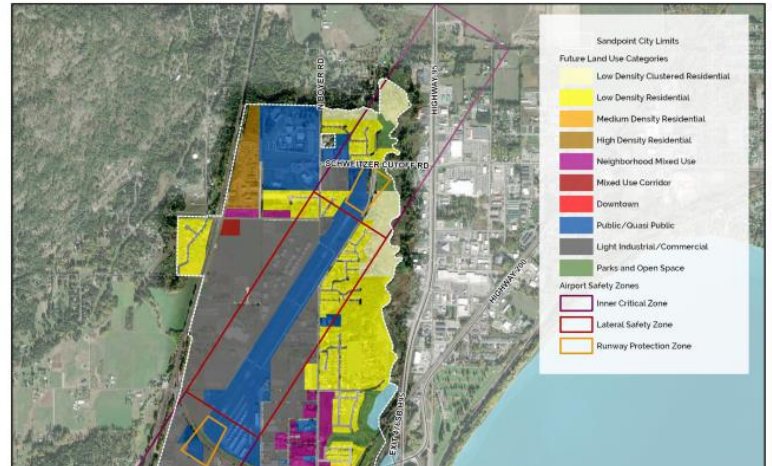 Sandpoint City Limits
Future Land Use Categories
Low Density Clustered Residential
Low Density Residential
Medium Density Residential
High Density Residential
Neighborhood Mixed Use
Mixed Use Corridor
Downtown
Public/Quasi Public
Light Industrial/Commercial
Parks and Open Space
Airport Safety Zones
Inner Critical Zone
Lateral Safety Zone
Runway Protection Zone
N BOYER RD
HIGHWAY 95
SCHWEITZER CUTOFF RD
HIGHWAY 200